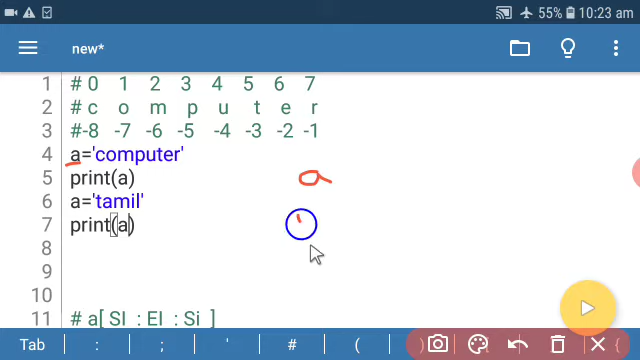 55% 10:23 am
new*
1 # 0 1 2 3 4 5 6 7
2 # c o m p u t e r
3 #-8 -7 -6 -5 -4 -3 -2 -1
4 a='computer'
5 print(a)
6 a='tamil'
7 print(a)
8
9
10
11 # a[ SI : EI : Si ]
Tab : ; ' # ( ) {
a